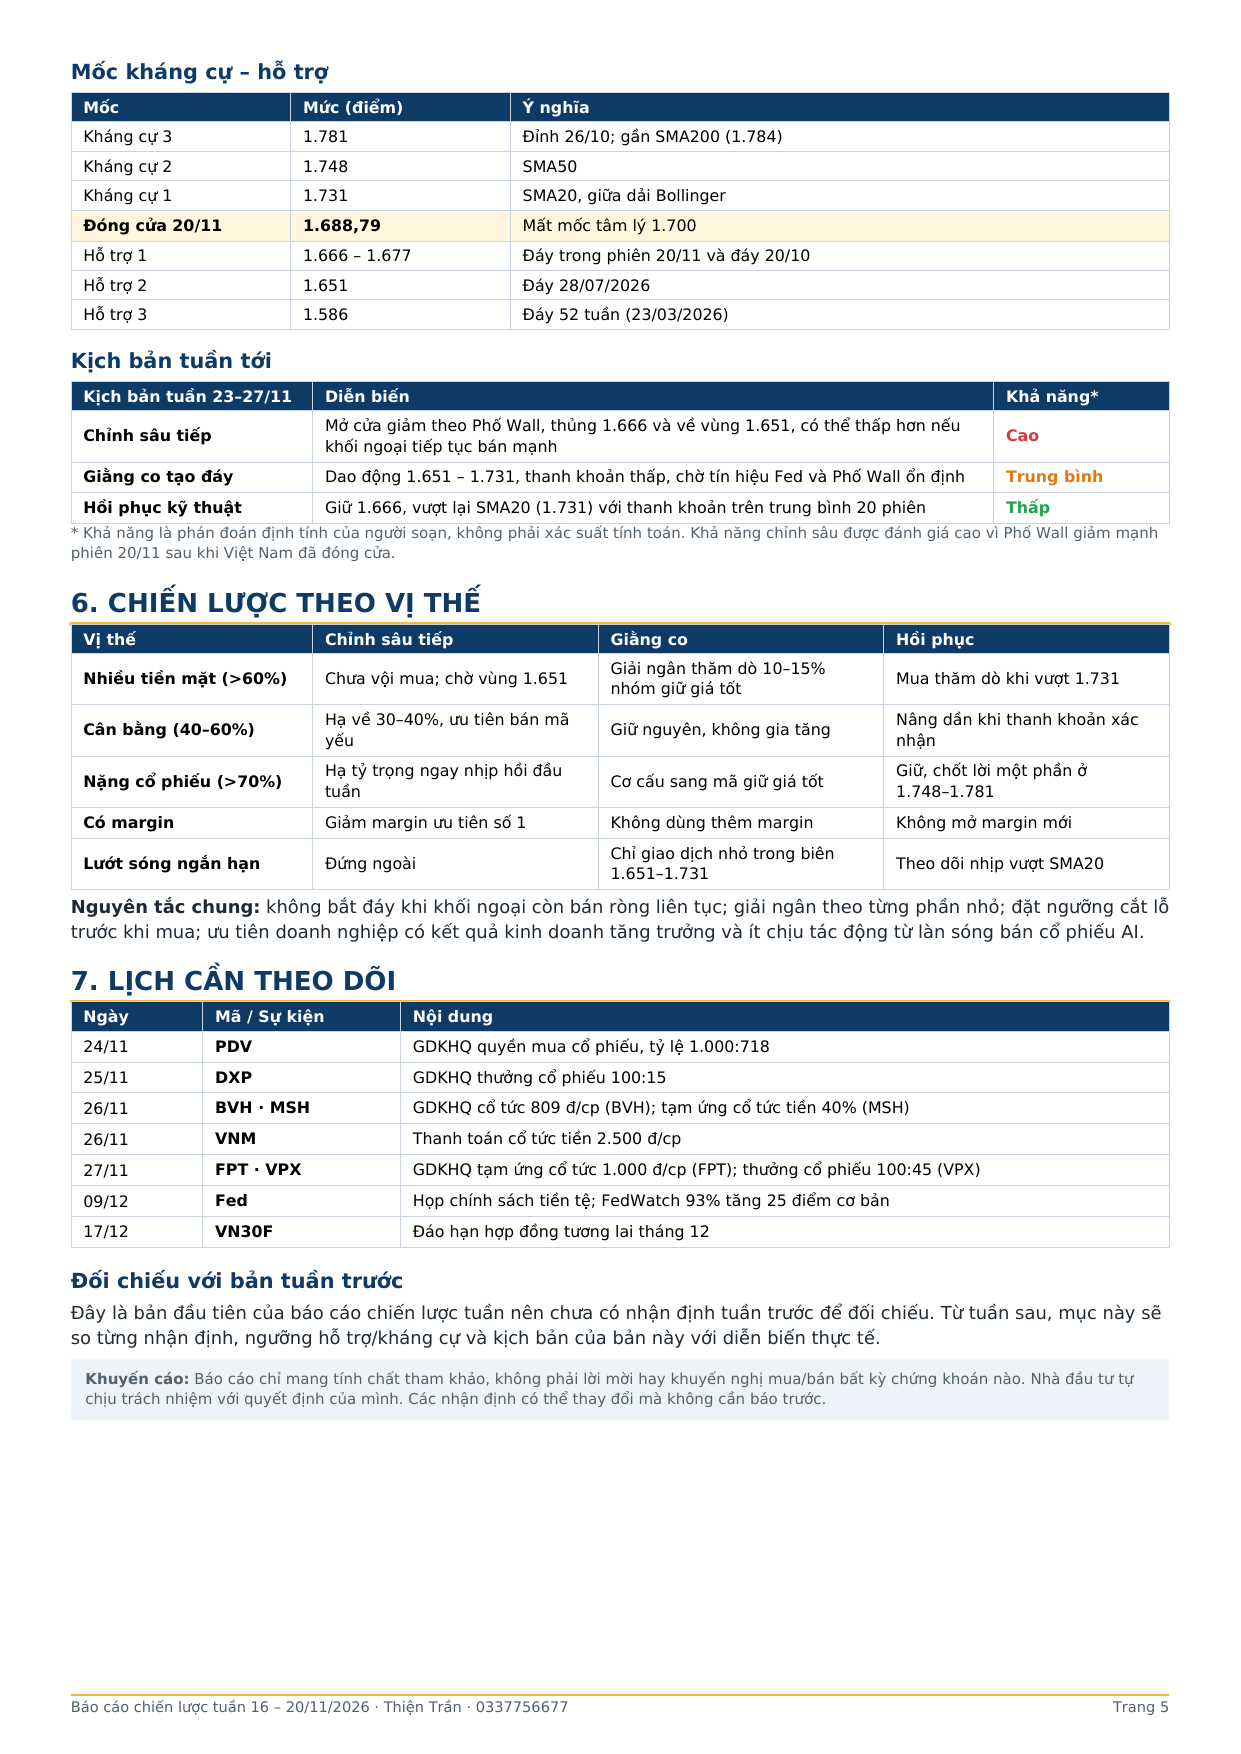 Mốc kháng cự – hỗ trợ
Mốc Mức (điểm) Ý nghĩa
Kháng cự 3 1.781 Đỉnh 26/10; gần SMA200 (1.784)
Kháng cự 2 1.748 SMA50
Kháng cự 1 1.731 SMA20, giữa dải Bollinger
Đóng cửa 20/11 1.688,79 Mất mốc tâm lý 1.700
Hỗ trợ 1 1.666 – 1.677 Đáy trong phiên 20/11 và đáy 20/10
Hỗ trợ 2 1.651 Đáy 28/07/2026
Hỗ trợ 3 1.586 Đáy 52 tuần (23/03/2026)
Kịch bản tuần tới
Kịch bản tuần 23–27/11 Diễn biến Khả năng*
Chỉnh sâu tiếp Mở cửa giảm theo Phố Wall, thủng 1.666 và về vùng 1.651, có thể thấp hơn nếu
khối ngoại tiếp tục bán mạnh Cao
Giằng co tạo đáy Dao động 1.651 – 1.731, thanh khoản thấp, chờ tín hiệu Fed và Phố Wall ổn định Trung bình
Hồi phục kỹ thuật Giữ 1.666, vượt lại SMA20 (1.731) với thanh khoản trên trung bình 20 phiên Thấp
* Khả năng là phán đoán định tính của người soạn, không phải xác suất tính toán. Khả năng chỉnh sâu được đánh giá cao vì Phố Wall giảm mạnh
phiên 20/11 sau khi Việt Nam đã đóng cửa.
6. CHIẾN LƯỢC THEO VỊ THẾ
Vị thế Chỉnh sâu tiếp Giằng co Hồi phục
Nhiều tiền mặt (>60%) Chưa vội mua; chờ vùng 1.651 Giải ngân thăm dò 10–15%
nhóm giữ giá tốt Mua thăm dò khi vượt 1.731
Cân bằng (40–60%) Hạ về 30–40%, ưu tiên bán mã
yếu Giữ nguyên, không gia tăng Nâng dần khi thanh khoản xác
nhận
Nặng cổ phiếu (>70%) Hạ tỷ trọng ngay nhịp hồi đầu
tuần Cơ cấu sang mã giữ giá tốt Giữ, chốt lời một phần ở
1.748–1.781
Có margin Giảm margin ưu tiên số 1 Không dùng thêm margin Không mở margin mới
Lướt sóng ngắn hạn Đứng ngoài Chỉ giao dịch nhỏ trong biên
1.651–1.731 Theo dõi nhịp vượt SMA20
Nguyên tắc chung: không bắt đáy khi khối ngoại còn bán ròng liên tục; giải ngân theo từng phần nhỏ; đặt ngưỡng cắt lỗ
trước khi mua; ưu tiên doanh nghiệp có kết quả kinh doanh tăng trưởng và ít chịu tác động từ làn sóng bán cổ phiếu AI.
7. LỊCH CẦN THEO DÕI
Ngày Mã / Sự kiện Nội dung
24/11 PDV GDKHQ quyền mua cổ phiếu, tỷ lệ 1.000:718
25/11 DXP GDKHQ thưởng cổ phiếu 100:15
26/11 BVH · MSH GDKHQ cổ tức 809 đ/cp (BVH); tạm ứng cổ tức tiền 40% (MSH)
26/11 VNM Thanh toán cổ tức tiền 2.500 đ/cp
27/11 FPT · VPX GDKHQ tạm ứng cổ tức 1.000 đ/cp (FPT); thưởng cổ phiếu 100:45 (VPX)
09/12 Fed Họp chính sách tiền tệ; FedWatch 93% tăng 25 điểm cơ bản
17/12 VN30F Đáo hạn hợp đồng tương lai tháng 12
Đối chiếu với bản tuần trước
Đây là bản đầu tiên của báo cáo chiến lược tuần nên chưa có nhận định tuần trước để đối chiếu. Từ tuần sau, mục này sẽ
so từng nhận định, ngưỡng hỗ trợ/kháng cự và kịch bản của bản này với diễn biến thực tế.
Khuyến cáo: Báo cáo chỉ mang tính chất tham khảo, không phải lời mời hay khuyến nghị mua/bán bất kỳ chứng khoán nào. Nhà đầu tư tự
chịu trách nhiệm với quyết định của mình. Các nhận định có thể thay đổi mà không cần báo trước.
Báo cáo chiến lược tuần 16 – 20/11/2026 · Thiện Trần · 0337756677 Trang 5